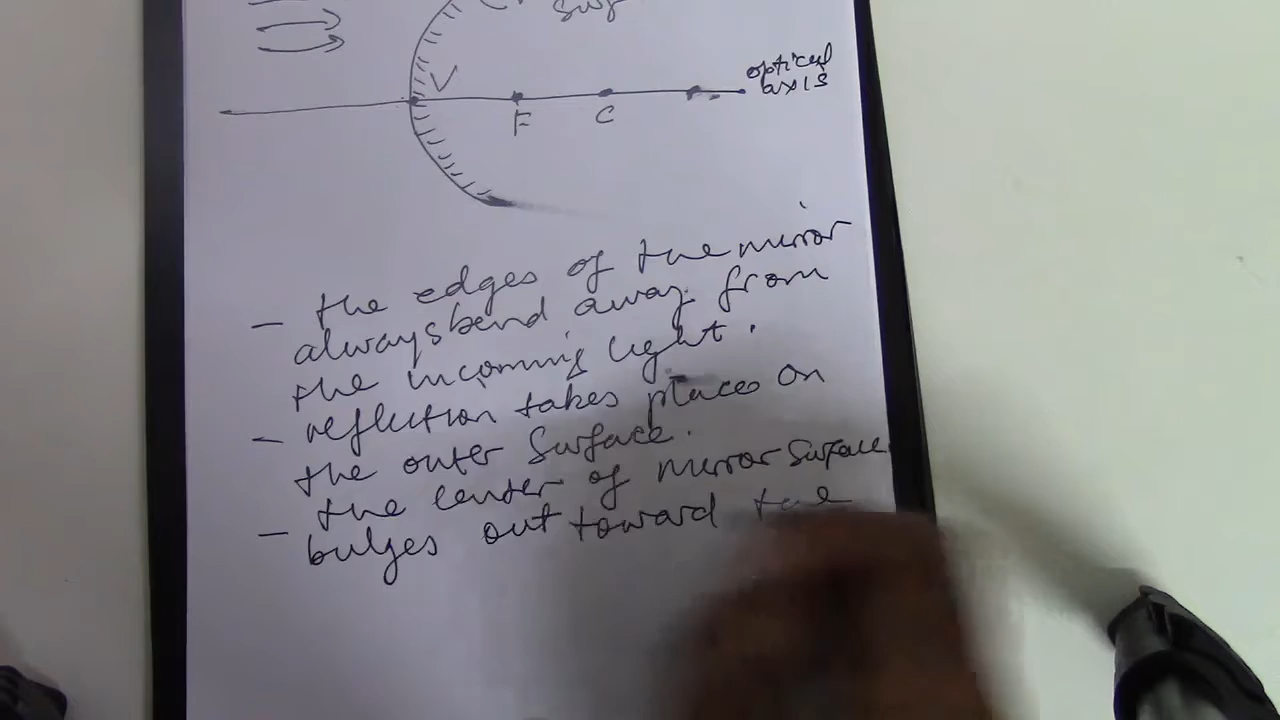 V
optical
axis
F
C
- the edges of the mirror
always bend away from
the incoming light.
- reflection takes places on
the outer surface.
- the center of mirror surface
bulges out toward the